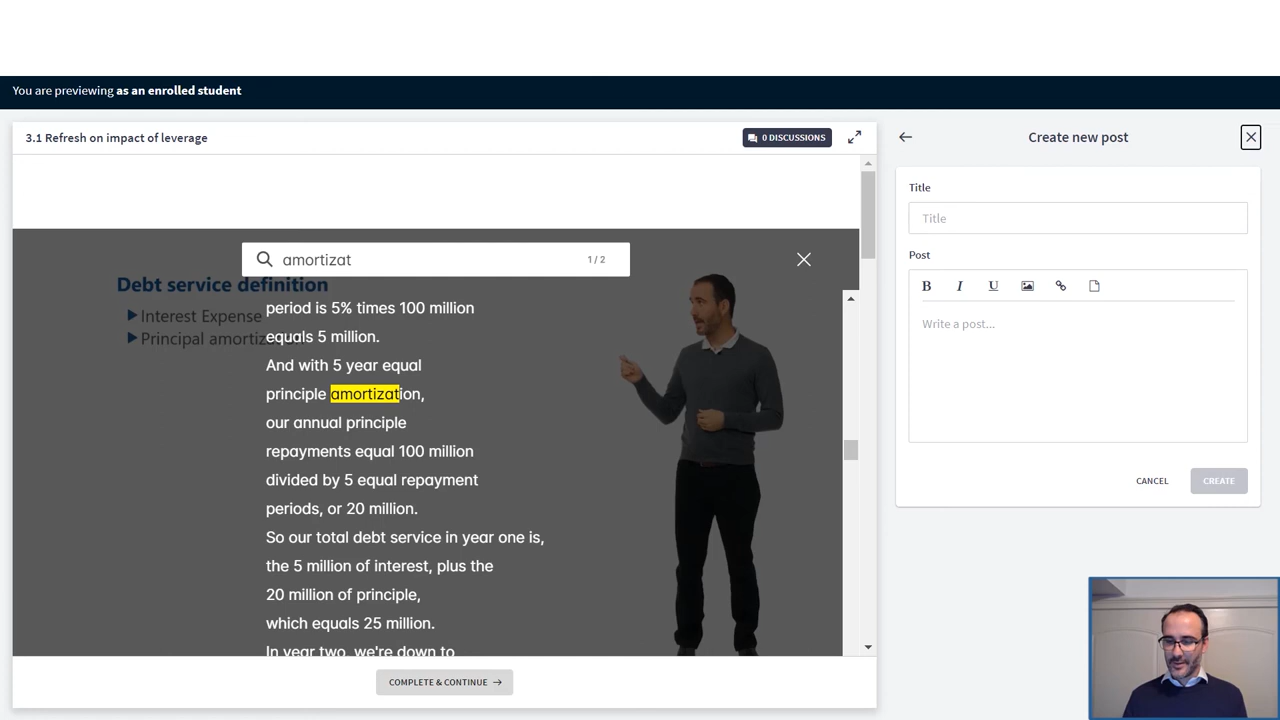 You are previewing as an enrolled student
3.1 Refresh on impact of leverage
0 DISCUSSIONS
amortizat
1 / 2
Debt service definition
Interest Expense
Principal amortization
period is 5% times 100 million
equals 5 million.
And with 5 year equal
principle amortization,
our annual principle
repayments equal 100 million
divided by 5 equal repayment
periods, or 20 million.
So our total debt service in year one is,
the 5 million of interest, plus the
20 million of principle,
which equals 25 million.
In year two, we're down to
COMPLETE & CONTINUE
Create new post
Title
Title
Post
B I U
Write a post...
CANCEL
CREATE